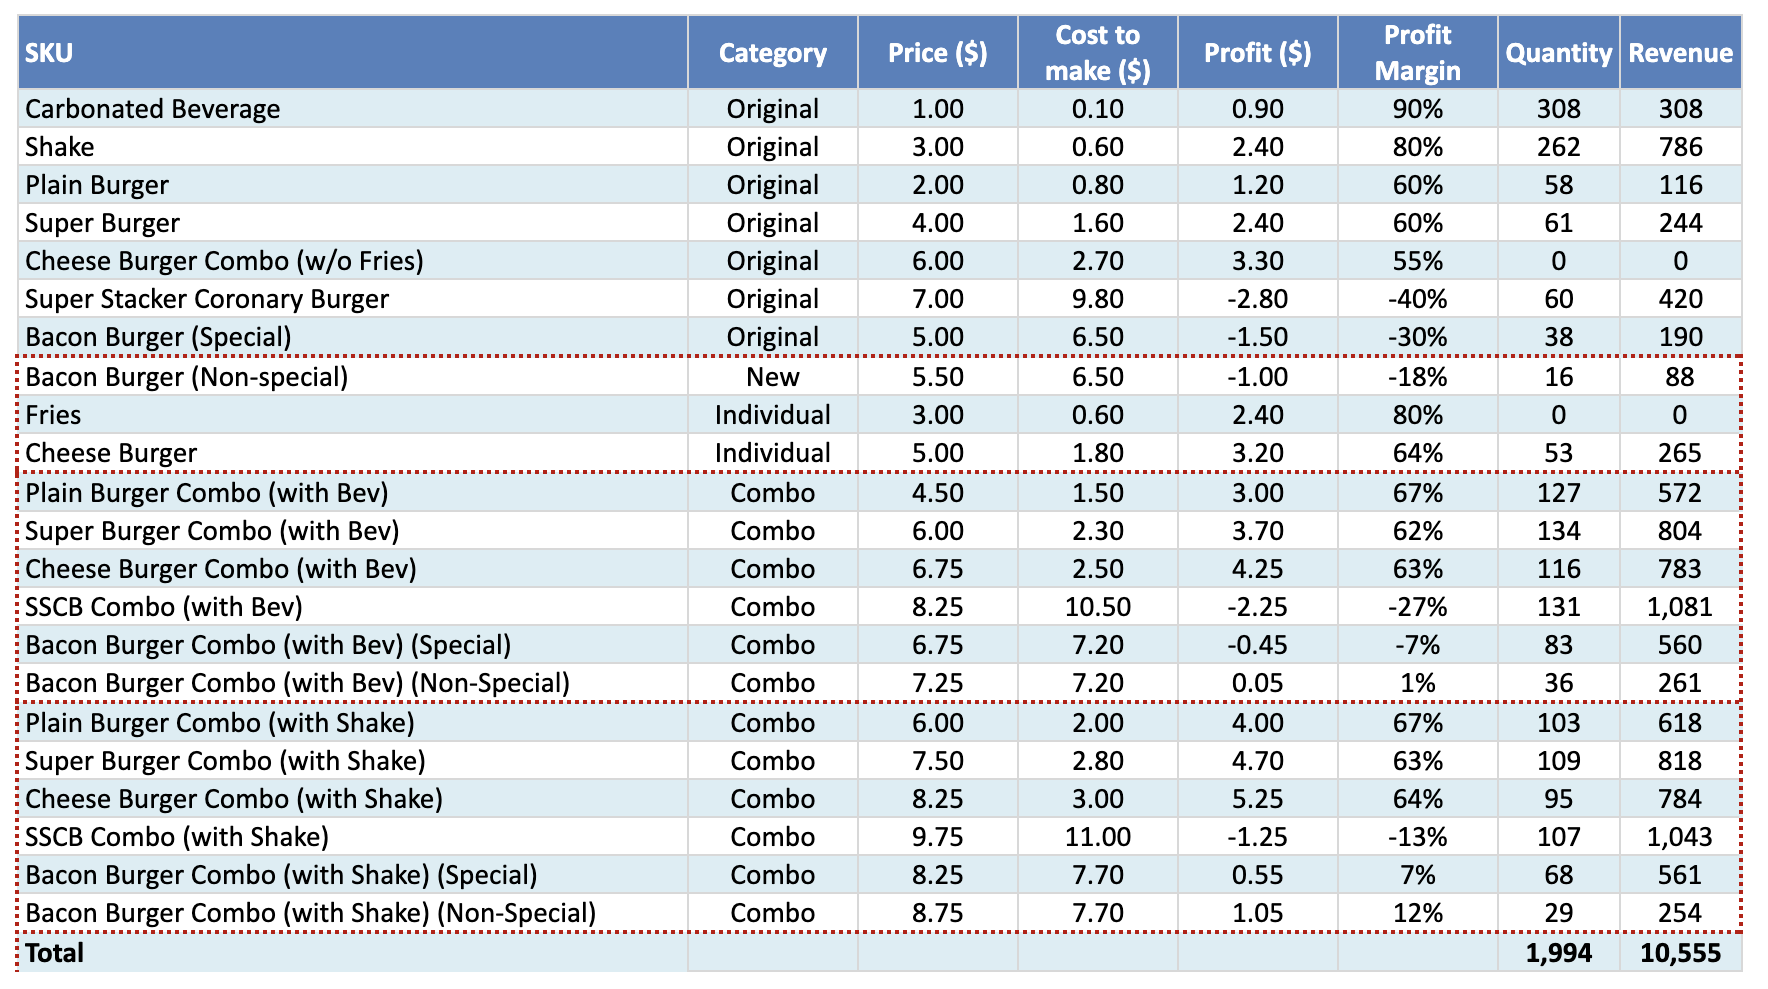 SKU Category Price ($) Cost to make ($) Profit ($) Profit Margin Quantity Revenue
Carbonated Beverage Original 1.00 0.10 0.90 90% 308 308
Shake Original 3.00 0.60 2.40 80% 262 786
Plain Burger Original 2.00 0.80 1.20 60% 58 116
Super Burger Original 4.00 1.60 2.40 60% 61 244
Cheese Burger Combo (w/o Fries) Original 6.00 2.70 3.30 55% 0 0
Super Stacker Coronary Burger Original 7.00 9.80 -2.80 -40% 60 420
Bacon Burger (Special) Original 5.00 6.50 -1.50 -30% 38 190
Bacon Burger (Non-special) New 5.50 6.50 -1.00 -18% 16 88
Fries Individual 3.00 0.60 2.40 80% 0 0
Cheese Burger Individual 5.00 1.80 3.20 64% 53 265
Plain Burger Combo (with Bev) Combo 4.50 1.50 3.00 67% 127 572
Super Burger Combo (with Bev) Combo 6.00 2.30 3.70 62% 134 804
Cheese Burger Combo (with Bev) Combo 6.75 2.50 4.25 63% 116 783
SSCB Combo (with Bev) Combo 8.25 10.50 -2.25 -27% 131 1,081
Bacon Burger Combo (with Bev) (Special) Combo 6.75 7.20 -0.45 -7% 83 560
Bacon Burger Combo (with Bev) (Non-Special) Combo 7.25 7.20 0.05 1% 36 261
Plain Burger Combo (with Shake) Combo 6.00 2.00 4.00 67% 103 618
Super Burger Combo (with Shake) Combo 7.50 2.80 4.70 63% 109 818
Cheese Burger Combo (with Shake) Combo 8.25 3.00 5.25 64% 95 784
SSCB Combo (with Shake) Combo 9.75 11.00 -1.25 -13% 107 1,043
Bacon Burger Combo (with Shake) (Special) Combo 8.25 7.70 0.55 7% 68 561
Bacon Burger Combo (with Shake) (Non-Special) Combo 8.75 7.70 1.05 12% 29 254
Total 1,994 10,555